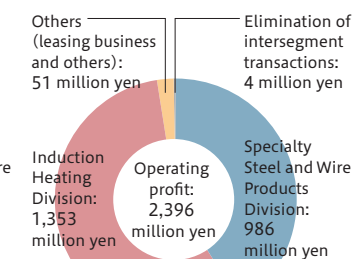 Others
(leasing business
and others):
51 million yen
Elimination of
intersegment
transactions:
4 million yen
re
Induction
Heating
Division:
1,353
million yen
Operating
profit:
2,396
million yen
Specialty
Steel and Wire
Products
Division:
986
million yen